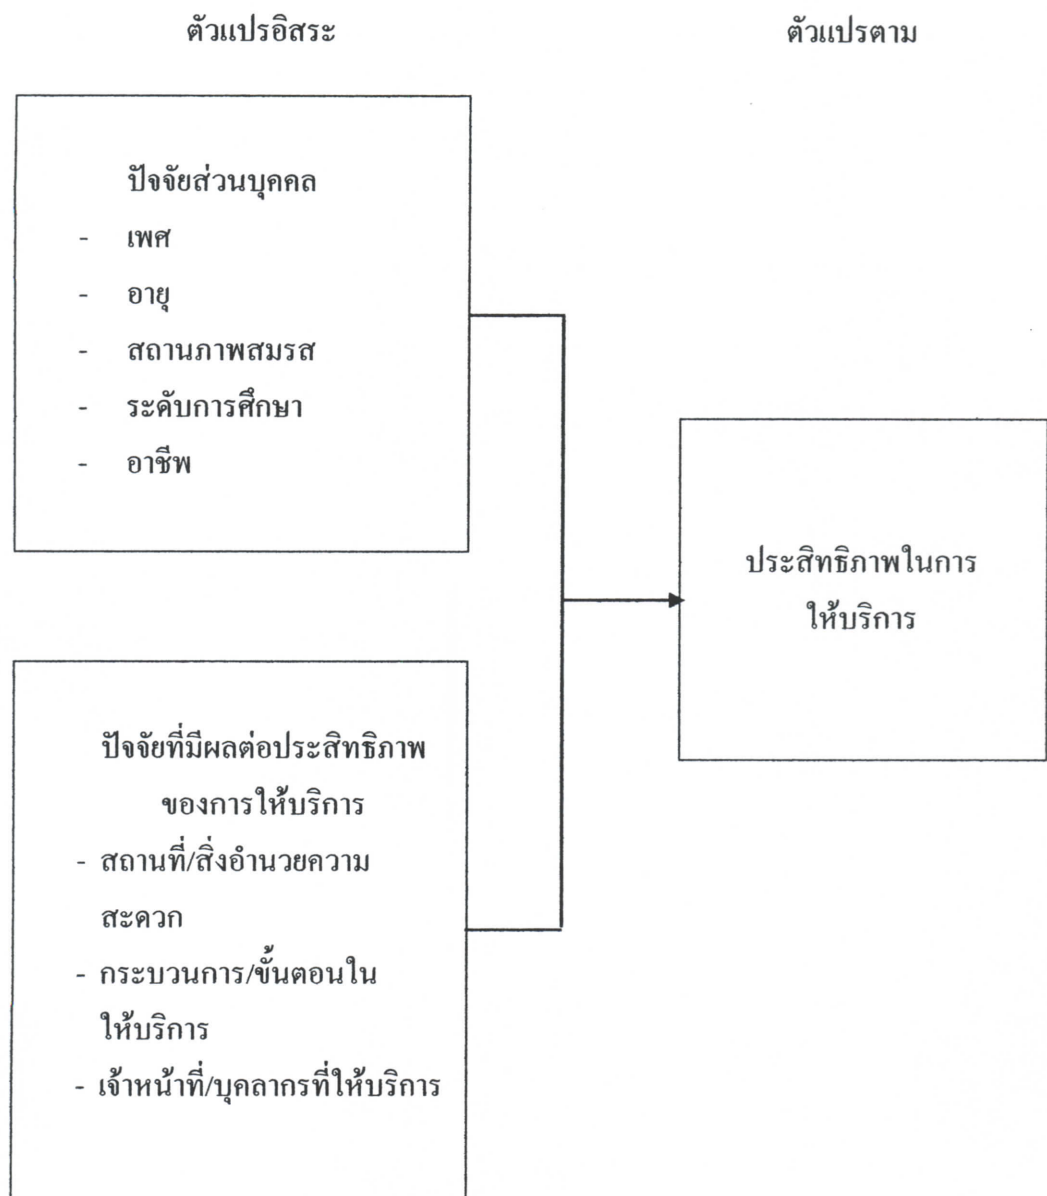 ตัวแปรอิสระ
ตัวแปรตาม
ปัจจัยส่วนบุคคล
- เพศ
- อายุ
- สถานภาพสมรส
- ระดับการศึกษา
- อาชีพ
ประสิทธิภาพในการ
ให้บริการ
ปัจจัยที่มีผลต่อประสิทธิภาพ
ของการให้บริการ
- สถานที่/สิ่งอำนวยความ
สะดวก
- กระบวนการ/ขั้นตอนใน
ให้บริการ
- เจ้าหน้าที่/บุคลากรที่ให้บริการ